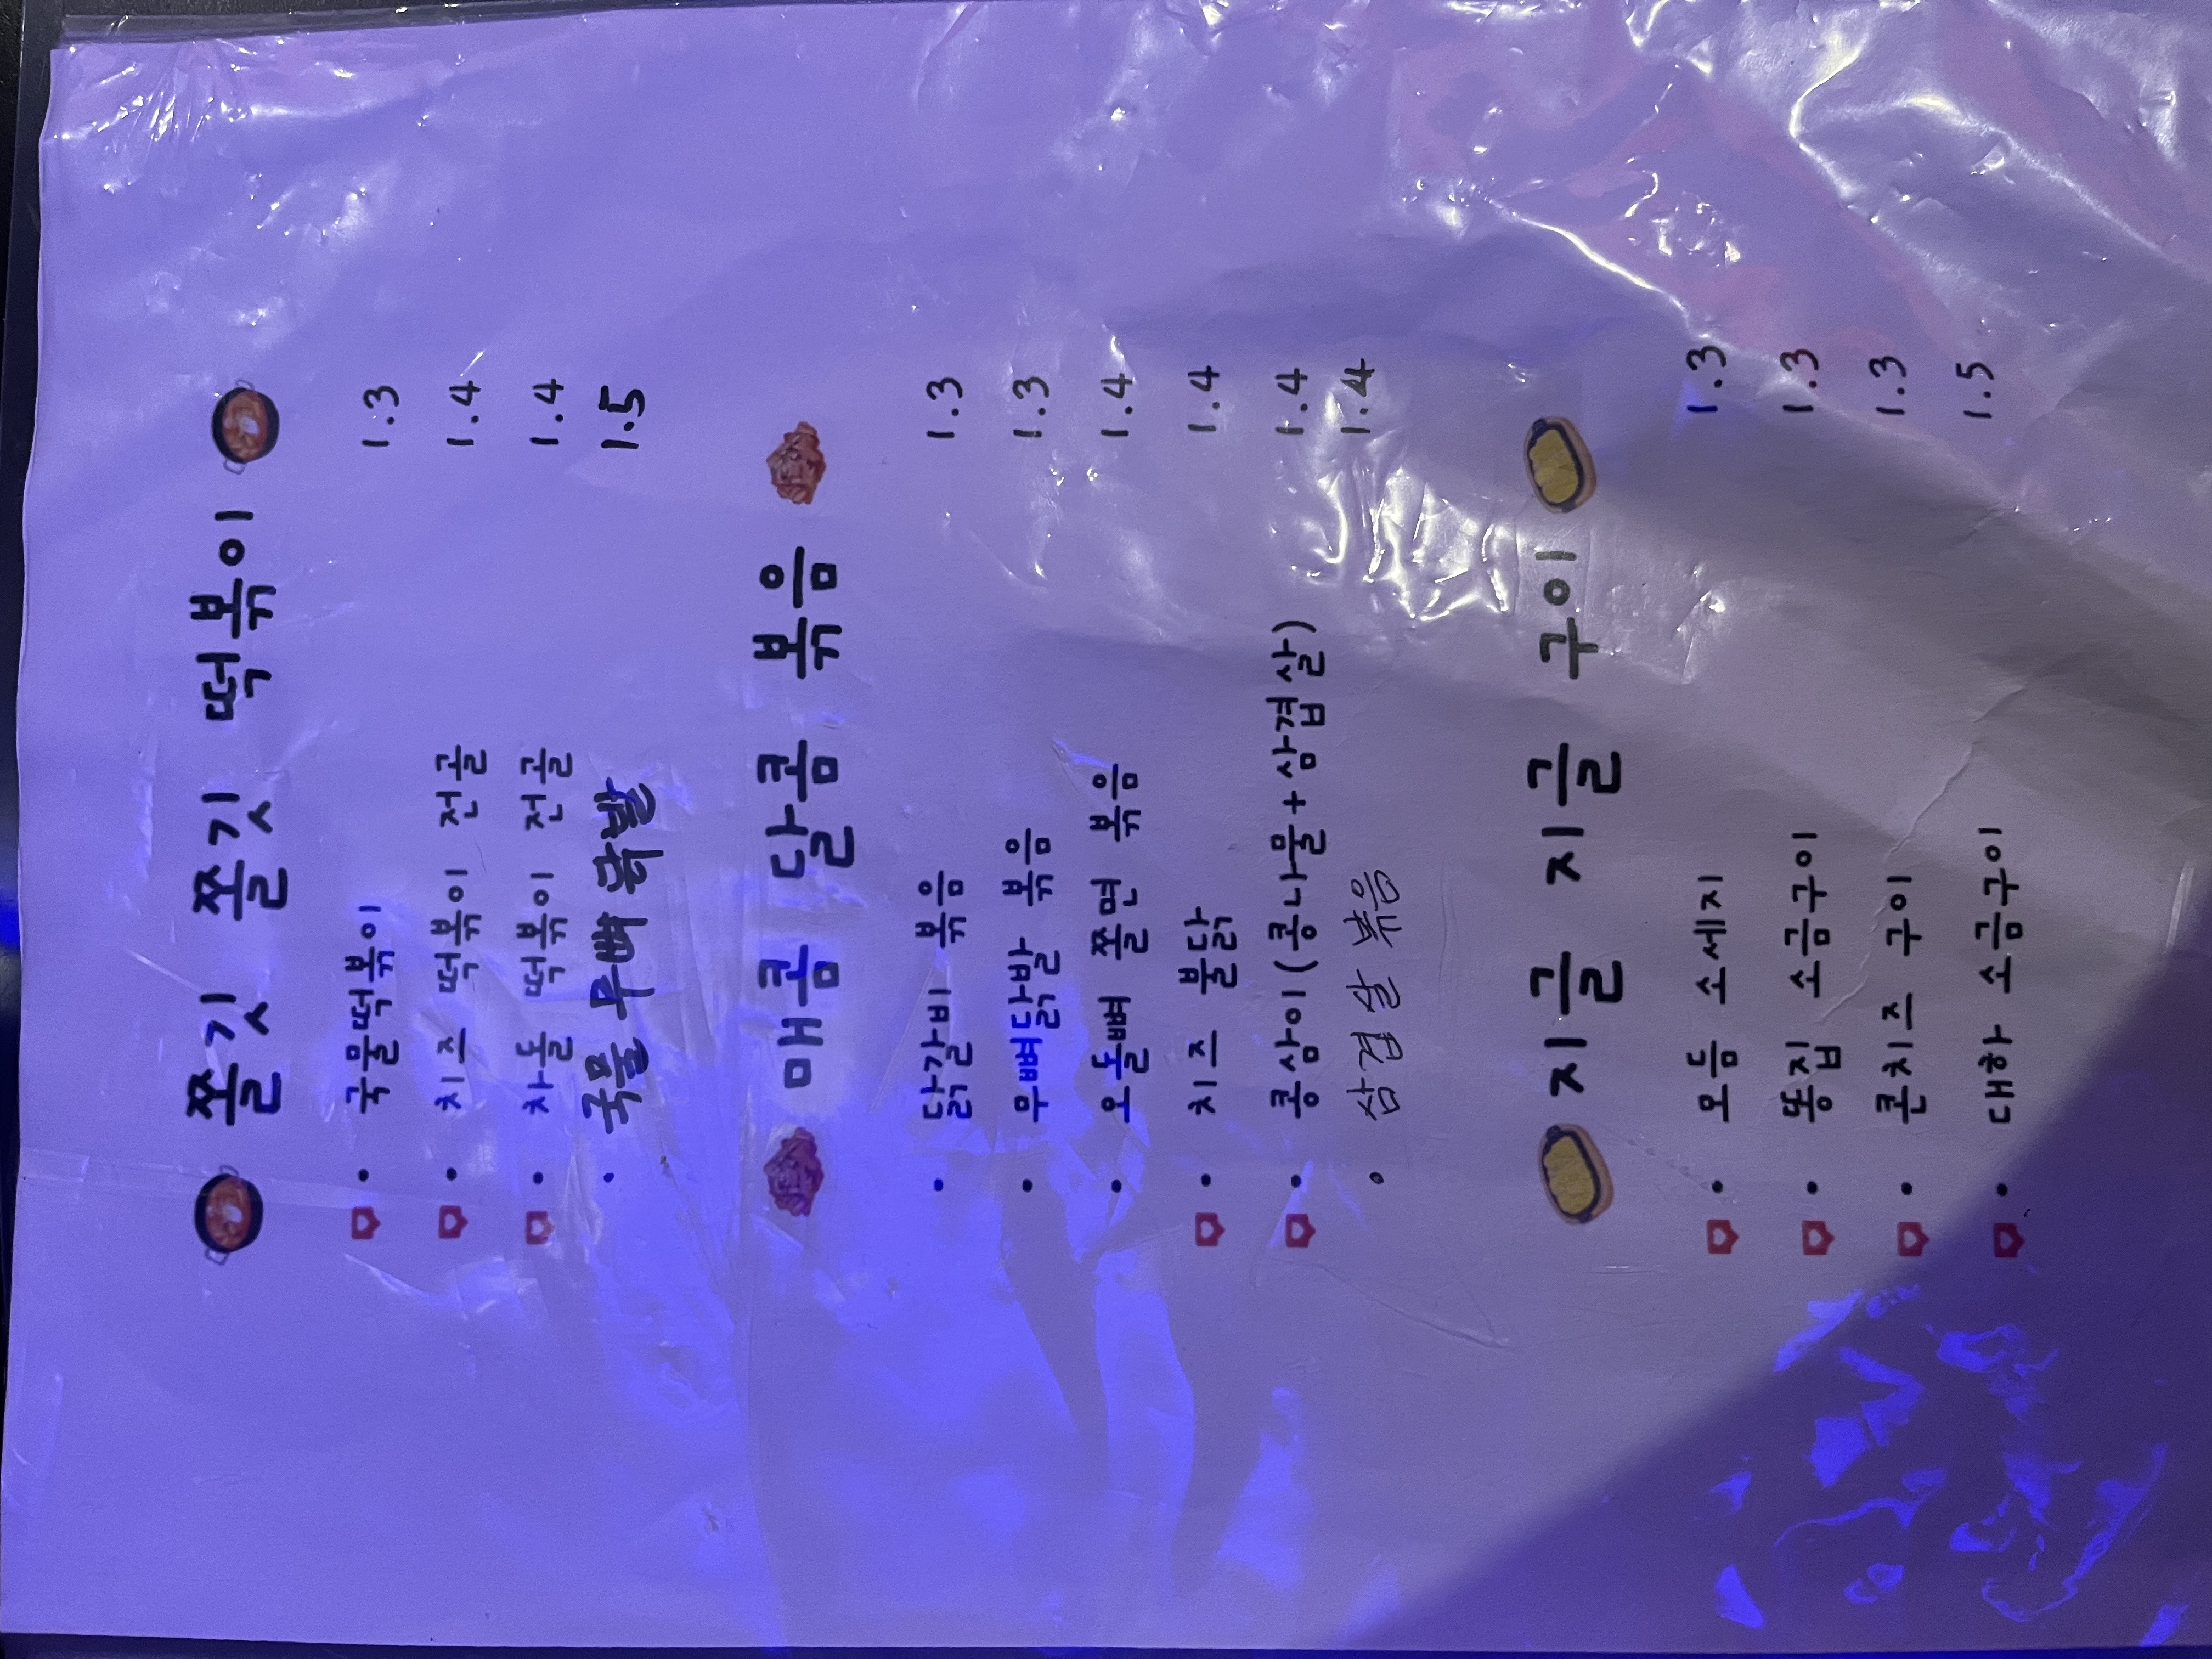 쫄깃 쫄깃 떡볶이
• 국물떡볶이 1.3
• 치즈 떡볶이 전골 1.4
• 차돌 떡볶이 전골 1.4
• 국물 무뼈 닭발 1.5
매콤 달콤 볶음
• 닭갈비 볶음 1.3
• 무뼈닭발 볶음 1.3
• 오돌뼈 쫄면 볶음 1.4
• 치즈 불닭 1.4
• 콩삼이(콩나물+삼겹살) 1.4
• 삼겹살 볶음 1.4
지글 지글 구이
• 모듬 소세지 1.3
• 똥집 소금구이 1.3
• 콘치즈 구이 1.3
• 대하 소금구이 1.5